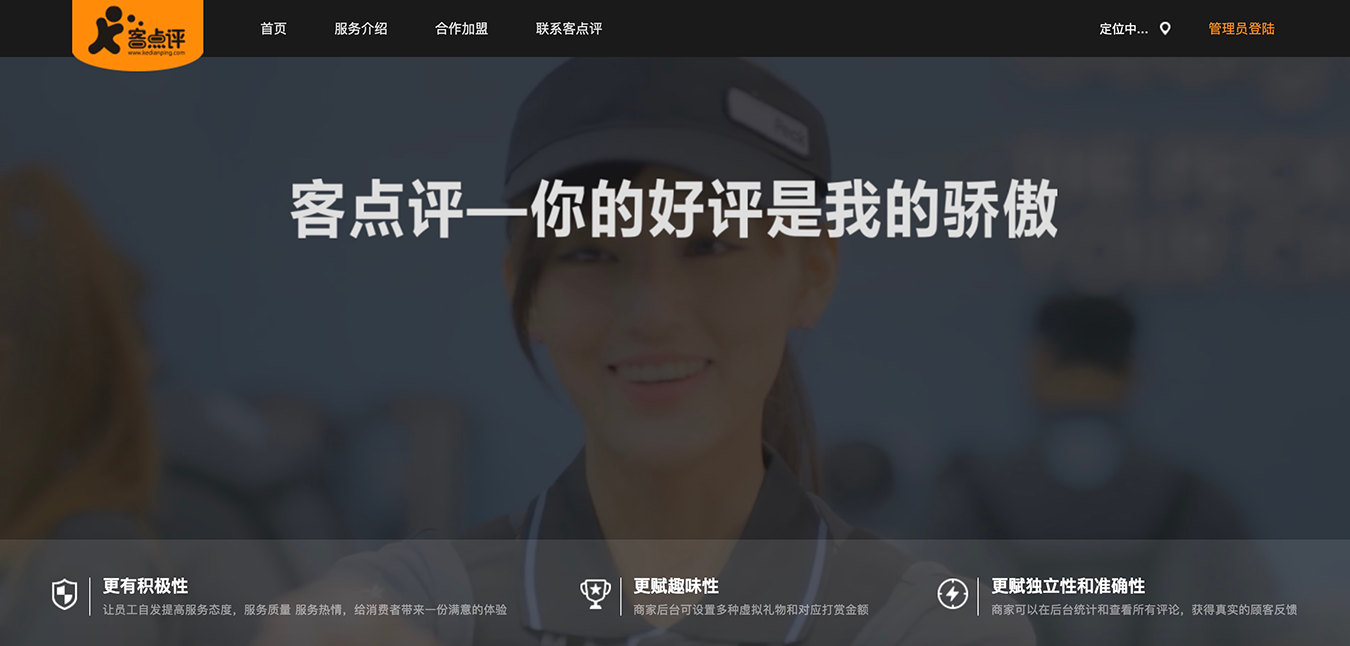 客点评
www.kedianping.com
首页 服务介绍 合作加盟 联系客点评 定位中... 管理员登陆
客点评—你的好评是我的骄傲
更有积极性
让员工自发提高服务态度，服务质量 服务热情，给消费者带来一份满意的体验
更赋趣味性
商家后台可设置多种虚拟礼物和对应打赏金额
更赋独立性和准确性
商家可以在后台统计和查看所有评论，获得真实的顾客反馈